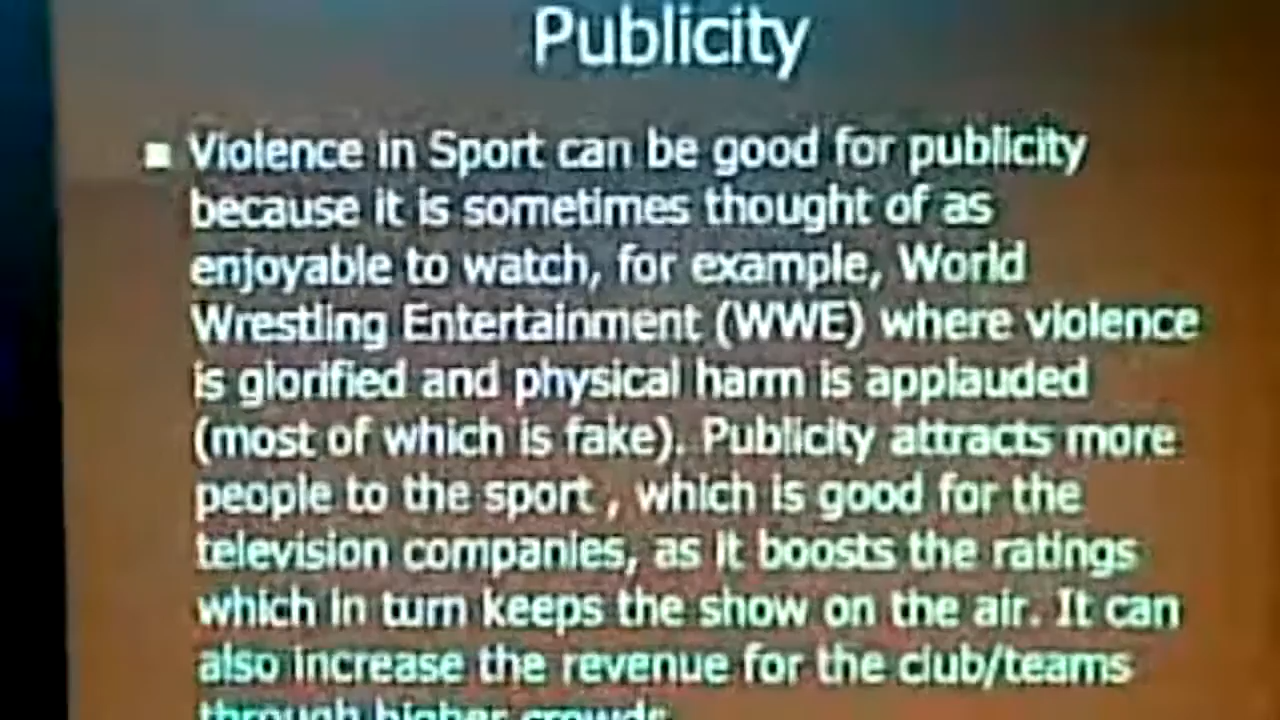 Publicity
▪ Violence in Sport can be good for publicity
because it is sometimes thought of as
enjoyable to watch, for example, World
Wrestling Entertainment (WWE) where violence
is glorified and physical harm is applauded
(most of which is fake). Publicity attracts more
people to the sport , which is good for the
television companies, as it boosts the ratings
which in turn keeps the show on the air. It can
also increase the revenue for the club/teams
through higher crowds